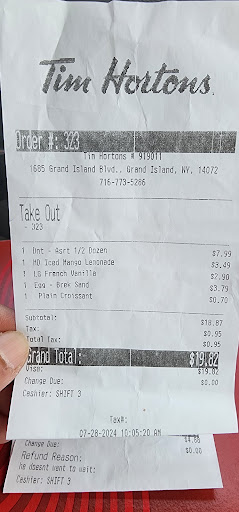 Tim Hortons.
Order #: 323
Tim Hortons # 919011
1685 Grand Island Blvd., Grand Island, NY, 14072
716-773-5286
Take Out
- 323
1 Dnt - Asrt 1/2 Dozen $7.99
1 MD Iced Mango Lemonade $3.49
1 LG French Vanilla $2.90
1 Egg - Brek Sand $3.79
1 Plain Croissant $0.70
Subtotal: $18.87
Tax: $0.95
Total Tax: $0.95
Grand Total: $19.82
Visa: $19.82
Change Due: $0.00
Cashier: SHIFT 3
Tax#:
07-28-2024 10:05:20 AM
Change Due: $0.00
Refund Reason:
he doesnt went to wait;
Cashier: SHIFT 3